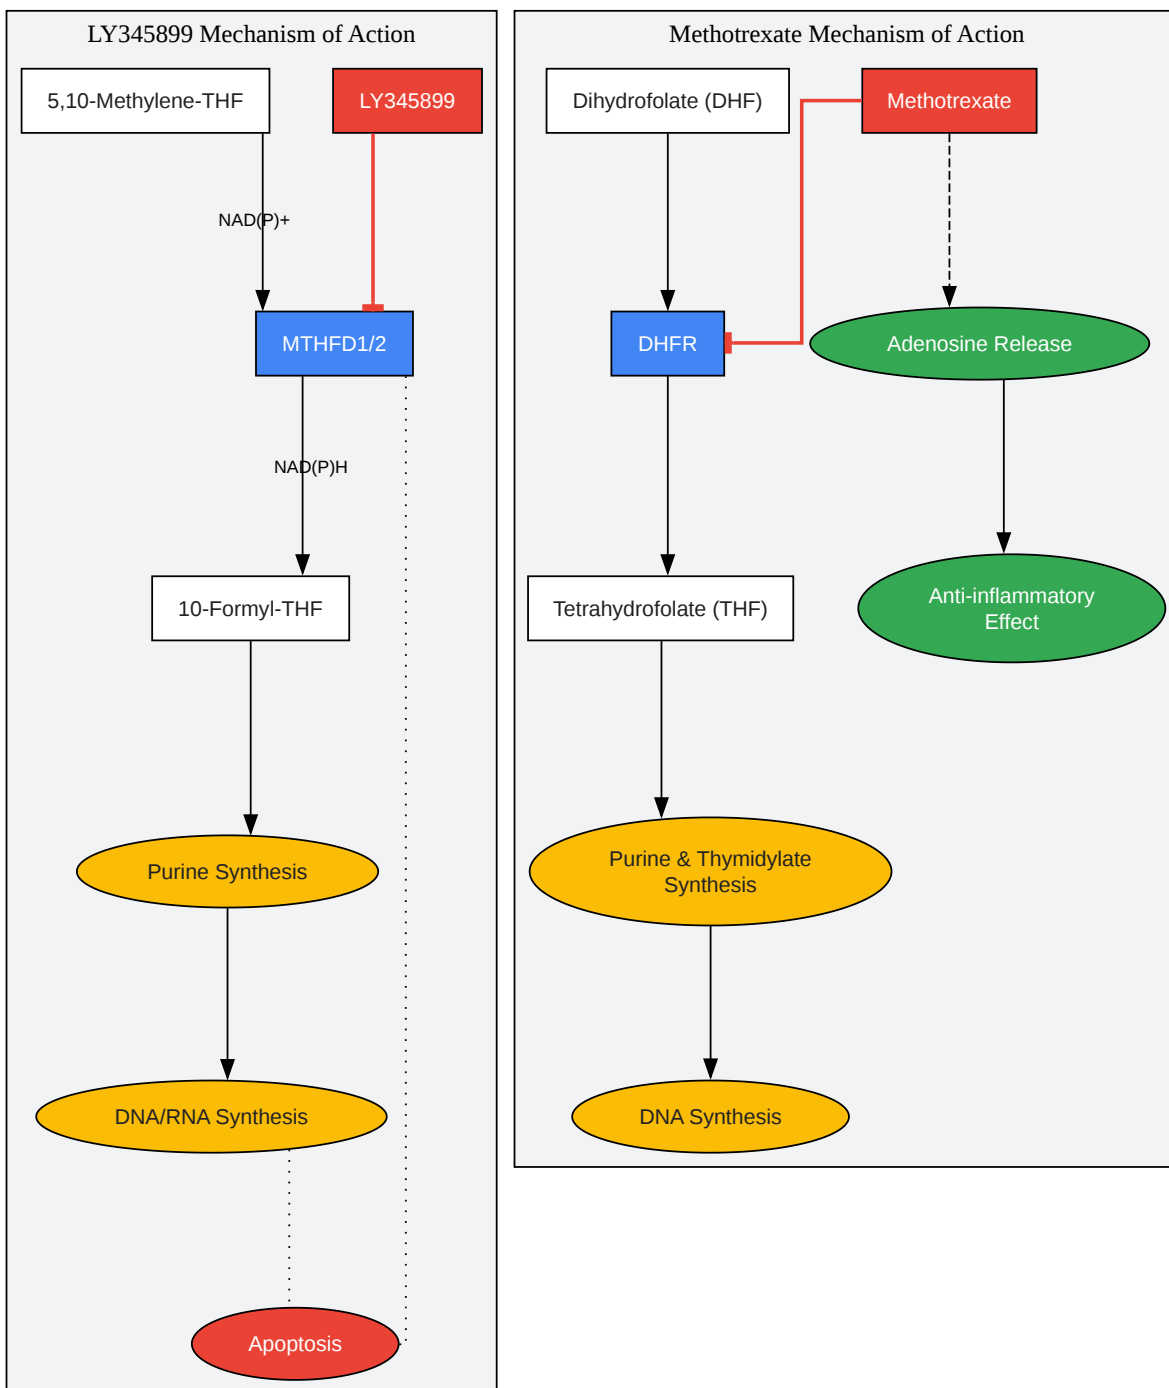 LY345899 Mechanism of Action
5,10-Methylene-THF
LY345899
NAD(P)+
MTHFD1/2
NAD(P)H
10-Formyl-THF
Purine Synthesis
DNA/RNA Synthesis
Apoptosis
Methotrexate Mechanism of Action
Dihydrofolate (DHF)
Methotrexate
DHFR
Adenosine Release
Tetrahydrofolate (THF)
Anti-inflammatory
Effect
Purine & Thymidylate
Synthesis
DNA Synthesis